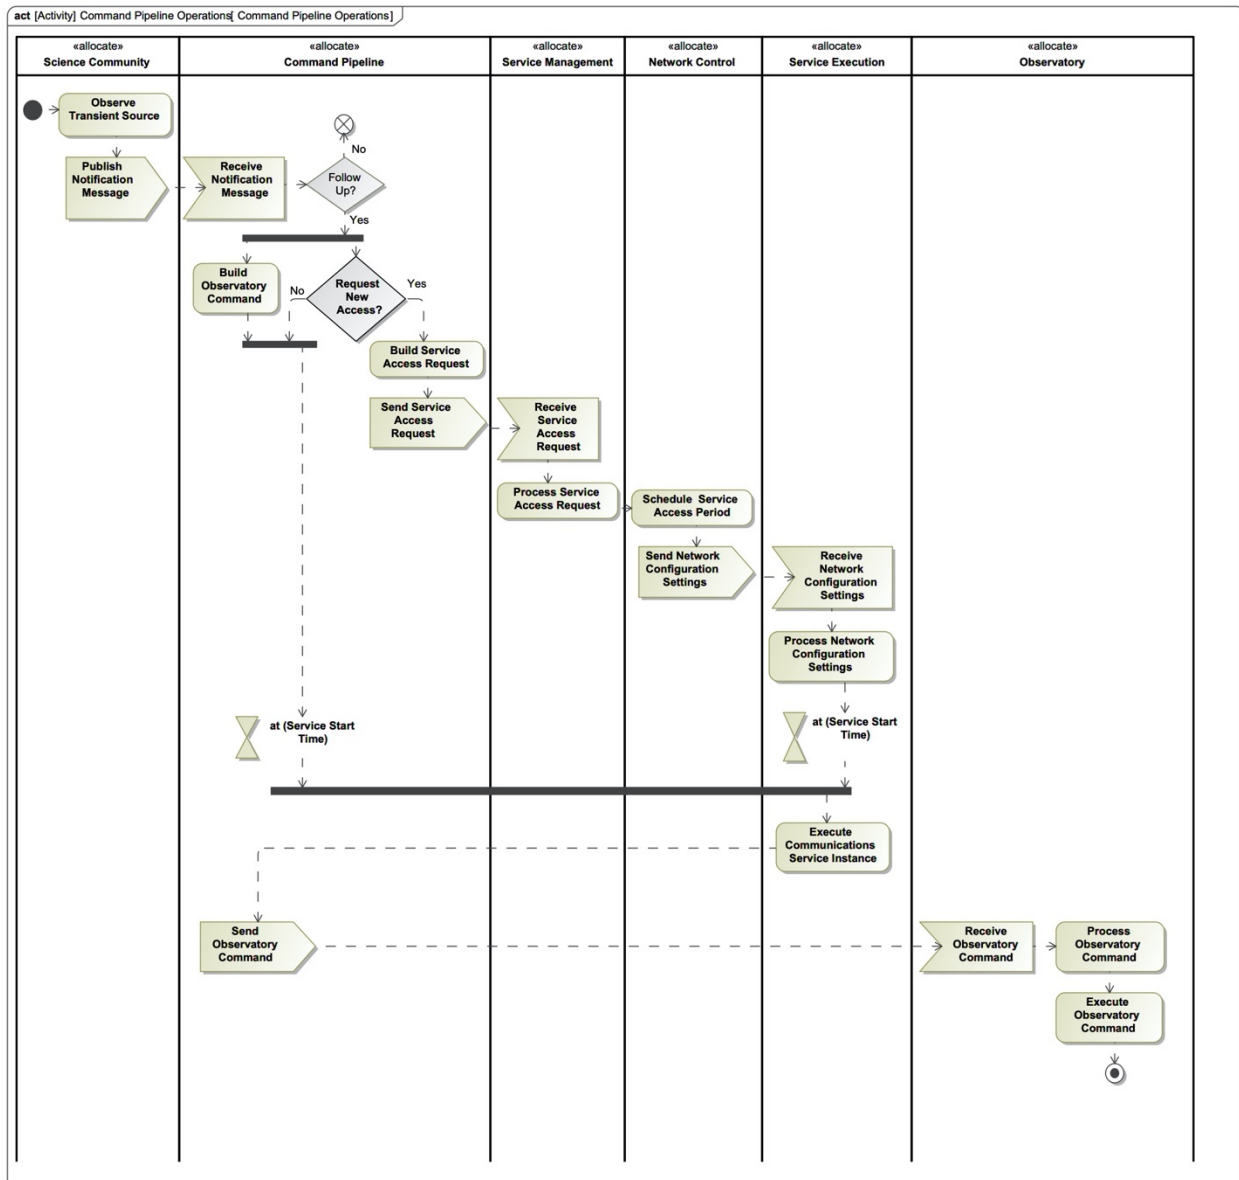 act [Activity] Command Pipeline Operations[ Command Pipeline Operations]
«allocate»
Science Community
«allocate»
Command Pipeline
«allocate»
Service Management
«allocate»
Network Control
«allocate»
Service Execution
«allocate»
Observatory
Observe
Transient Source
Publish
Notification
Message
Receive
Notification
Message
Follow
Up?
No
Yes
Build
Observatory
Command
No
Request
New
Access?
Yes
Build Service
Access Request
Send Service
Access
Request
Receive
Service
Access
Request
Process Service
Access Request
Schedule Service
Access Period
Send Network
Configuration
Settings
Receive
Network
Configuration
Settings
Process Network
Configuration
Settings
at (Service Start
Time)
at (Service Start
Time)
Execute
Communications
Service Instance
Send
Observatory
Command
Receive
Observatory
Command
Process
Observatory
Command
Execute
Observatory
Command